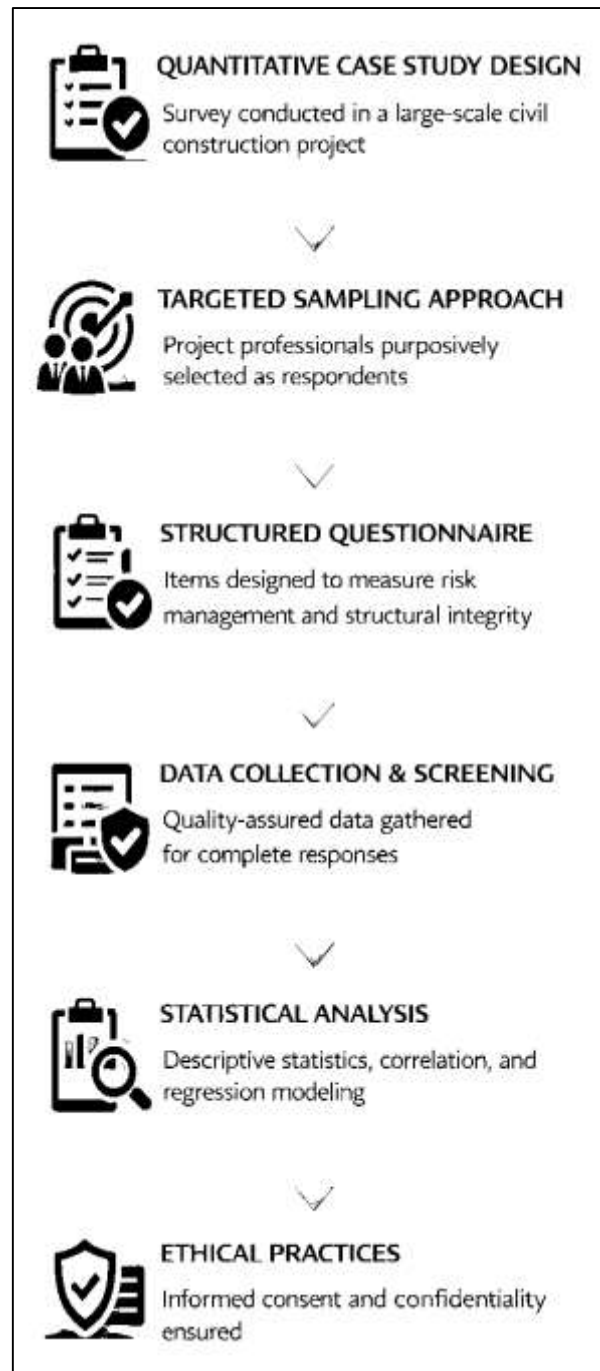 QUANTITATIVE CASE STUDY DESIGN
Survey conducted in a large-scale civil
construction project
TARGETED SAMPLING APPROACH
Project professionals purposively
selected as respondents
STRUCTURED QUESTIONNAIRE
Items designed to measure risk
management and structural integrity
DATA COLLECTION & SCREENING
Quality-assured data gathered
for complete responses
STATISTICAL ANALYSIS
Descriptive statistics, correlation, and
regression modeling
ETHICAL PRACTICES
Informed consent and confidentiality
ensured